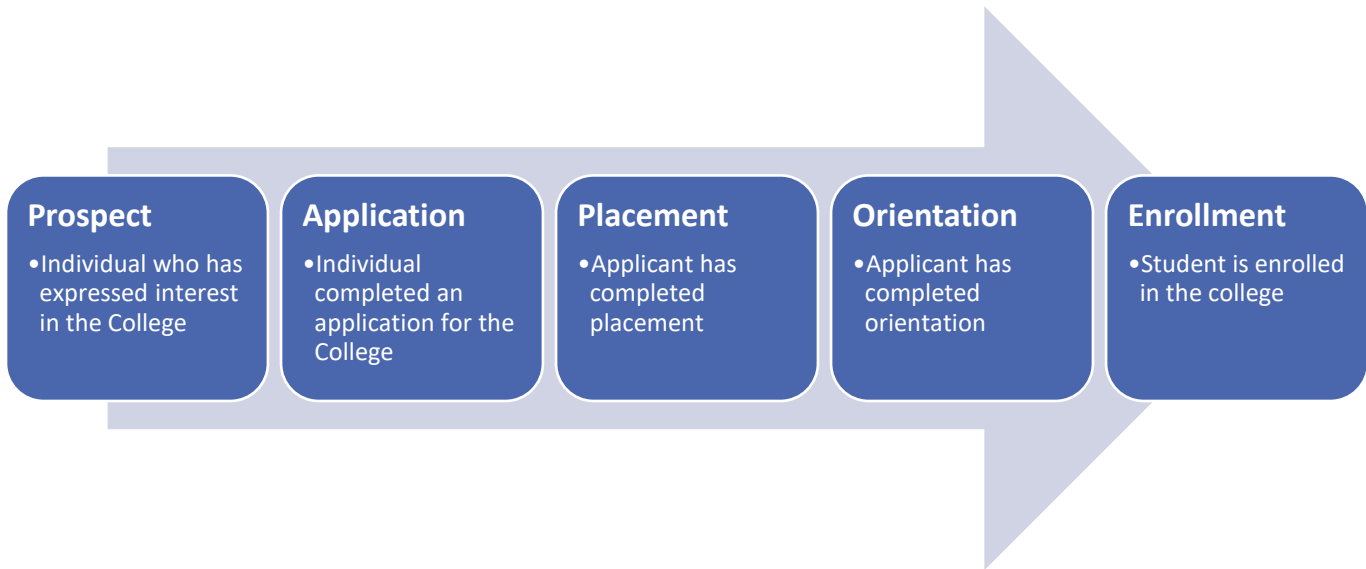 Prospect
•Individual who has
expressed interest
in the College
Application
•Individual
completed an
application for the
College
Placement
•Applicant has
completed
placement
Orientation
•Applicant has
completed
orientation
Enrollment
•Student is enrolled
in the college